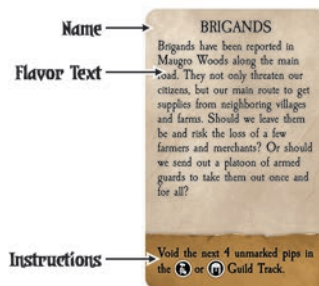 Name
BRIGANDS
Flavor Text
Brigands have been reported in
Maugro Woods along the main
road. They not only threaten our
citizens, but our main route to get
supplies from neighboring villages
and farms. Should we leave them
be and risk the loss of a few
farmers and merchants? Or should
we send out a platoon of armed
guards to take them out once and
for all?
Instructions
Void the next 4 unmarked pips in
the or Guild Track.